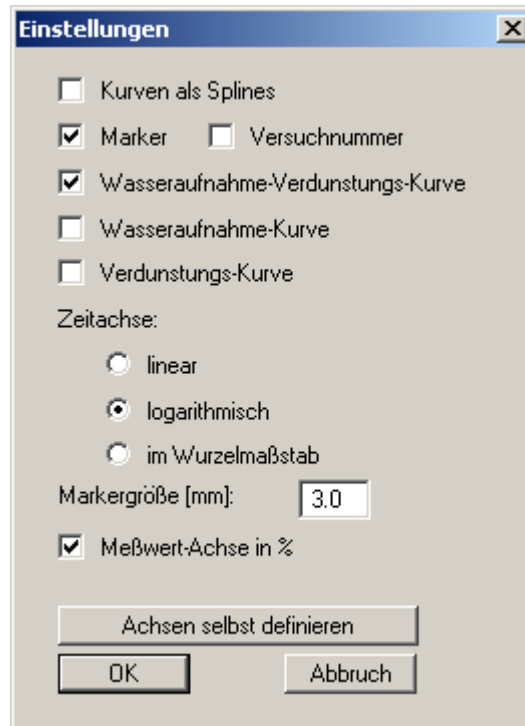 Einstellungen
Kurven als Splines
Marker Versuchnummer
Wasseraufnahme-Verdunstungs-Kurve
Wasseraufnahme-Kurve
Verdunstungs-Kurve
Zeitachse:
linear
logarithmisch
im Wurzelmaßstab
Markergröße [mm]: 3.0
Meßwert-Achse in %
Achsen selbst definieren
OK Abbruch